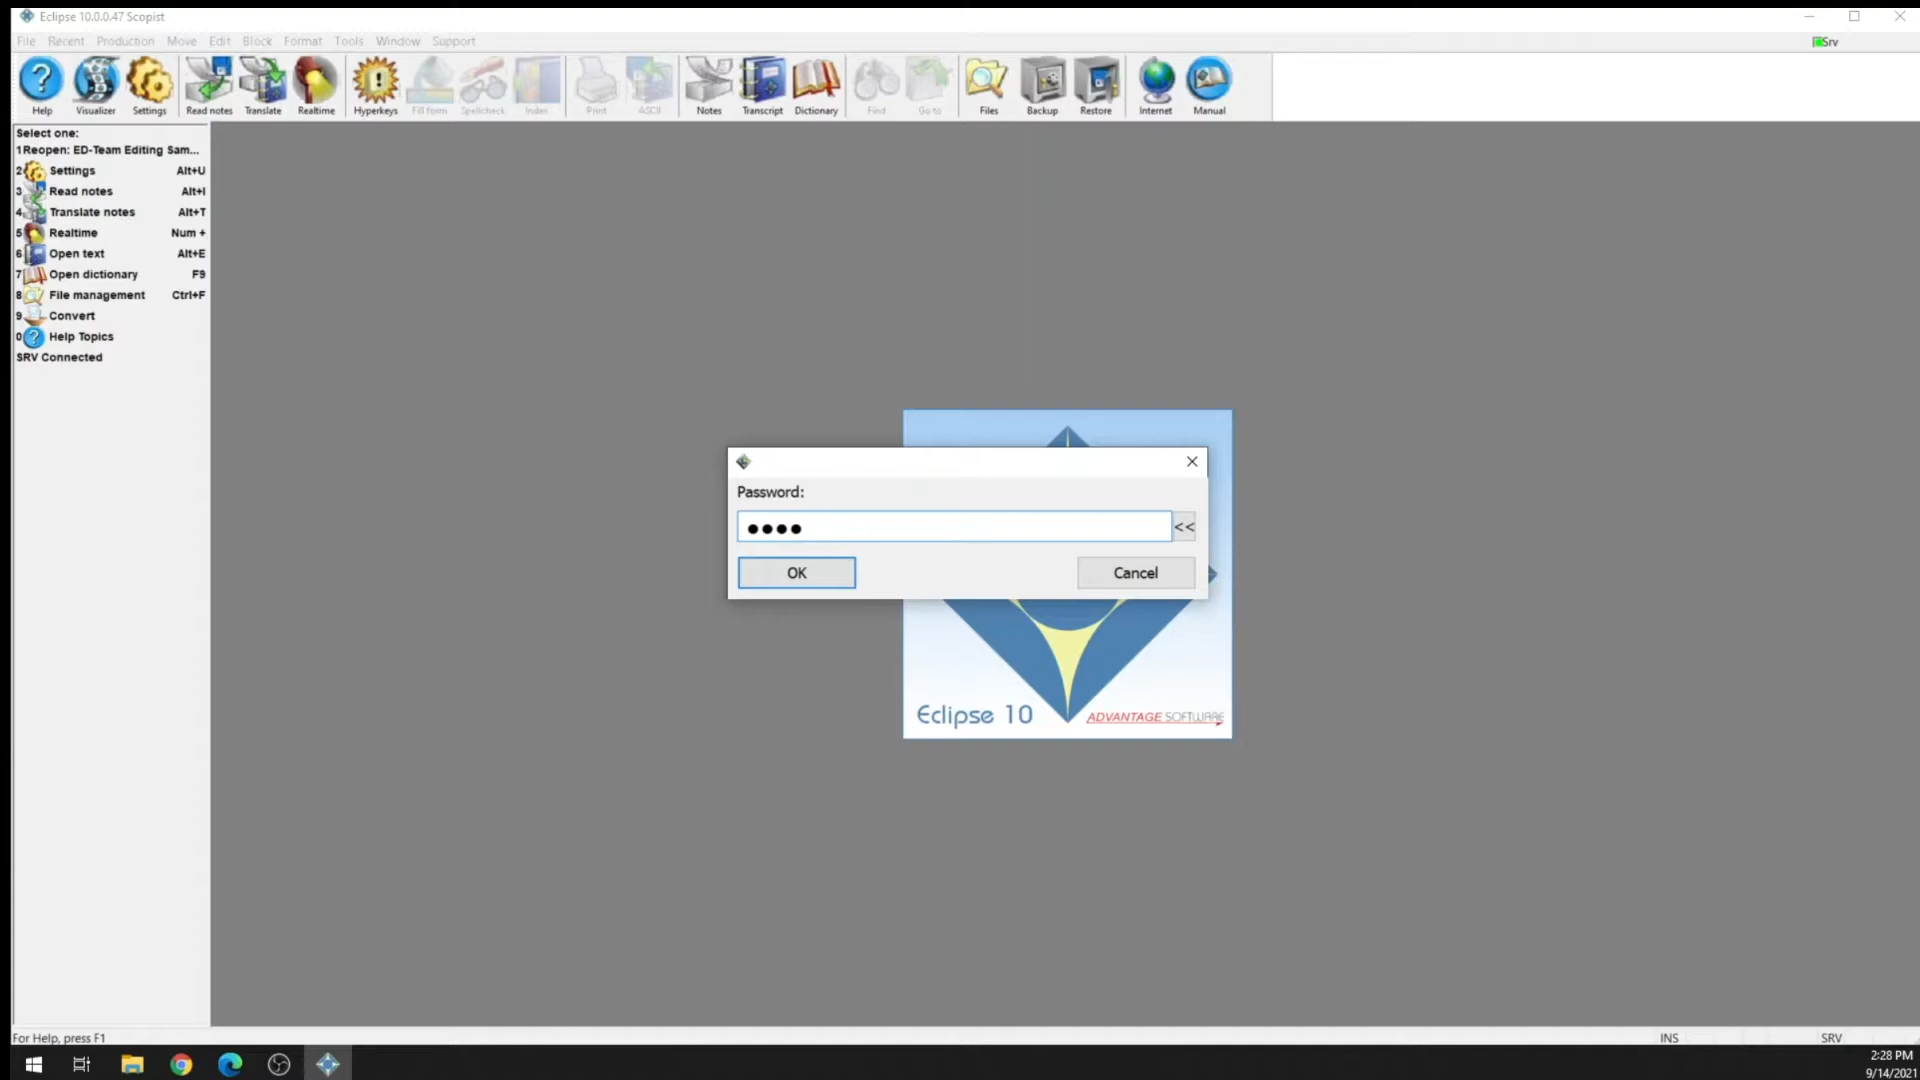 Eclipse 10.0.0.47 Scopist
File Recent Production Move Edit Block Format Tools Window Support
Srv
Help Visualizer Settings Read notes Translate Realtime Hyperkeys Fill form Spellcheck Index Print ASCII Notes Transcript Dictionary Find Go to Files Backup Restore Internet Manual
Select one:
1 Reopen: ED-Team Editing Sam...
2 Settings Alt+U
3 Read notes Alt+I
4 Translate notes Alt+T
5 Realtime Num +
6 Open text Alt+E
7 Open dictionary F9
8 File management Ctrl+F
9 Convert
0 Help Topics
SRV Connected
Password:
●●●●
<<
OK Cancel
Eclipse 10 ADVANTAGE SOFTWARE
For Help, press F1 INS SRV
2:28 PM
9/14/2021